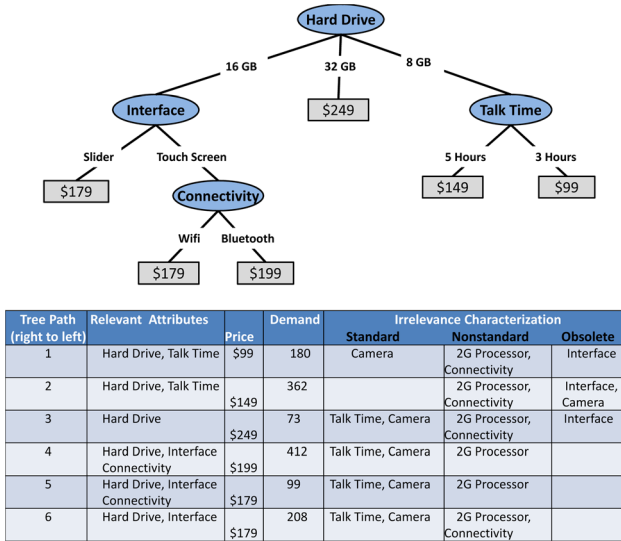 Hard Drive
16 GB
32 GB
8 GB
Interface
$249
Talk Time
Slider
Touch Screen
5 Hours
3 Hours
$179
Connectivity
$149
$99
Wifi
Bluetooth
$179
$199
Tree Path (right to left) Relevant Attributes Price Demand Irrelevance Characterization
Standard Nonstandard Obsolete
1 Hard Drive, Talk Time $99 180 Camera 2G Processor, Interface
Connectivity
2 Hard Drive, Talk Time 362 2G Processor, Interface,
$149 Connectivity Camera
3 Hard Drive 73 Talk Time, Camera 2G Processor, Interface
$249 Connectivity
4 Hard Drive, Interface 412 Talk Time, Camera 2G Processor
Connectivity $199
5 Hard Drive, Interface 99 Talk Time, Camera 2G Processor
Connectivity $179
6 Hard Drive, Interface 208 Talk Time, Camera 2G Processor,
$179 Connectivity